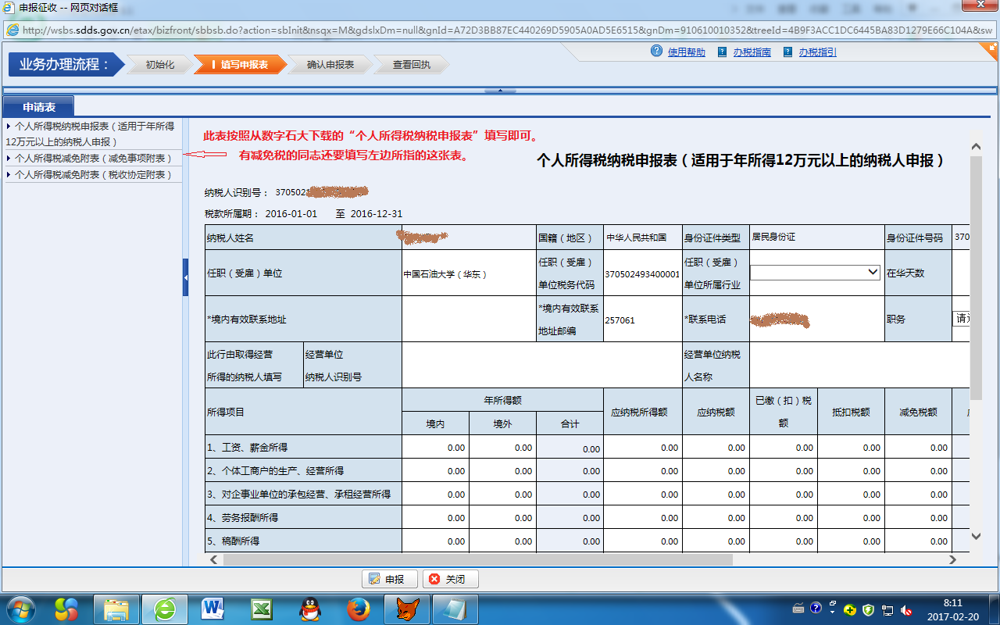 申报征收 -- 网页对话框
http://wsbs.sdds.gov.cn/etax/bizfront/sbbsb.do?action=sbInit&nsqx=M&gdslxDm=null&gnId=A72D3BB87EC440269D5905A0AD5E6515&gnDm=910610010352&treeId=4B9F3ACC1DC6445BA83D1279E66C104A&sw
业务办理流程：
初始化
填写申报表
确认申报表
查看回执
使用帮助
办税指南
办税指引
申请表
个人所得税纳税申报表（适用于年所得
12万元以上的纳税人申报）
个人所得税减免附表（减免事项附表）
个人所得税减免附表（税收协定附表）
此表按照从数字石大下载的“个人所得税纳税申报表”填写即可。
有减免税的同志还要填写左边所指的这张表。
个人所得税纳税申报表（适用于年所得12万元以上的纳税人申报）
纳税人识别号： 370502
税款所属期： 2016-01-01 至 2016-12-31
纳税人姓名 国籍（地区） 中华人民共和国 身份证件类型 居民身份证 身份证件号码 370
任职（受雇）单位 中国石油大学（华东）
任职（受雇）
单位税务代码
370502493400001
任职（受雇）
单位所属行业
在华天数
*境内有效联系地址
*境内有效联系
地址邮编
257061
*联系电话
职务
此行由取得经营
所得的纳税人填写
经营单位
纳税人识别号
经营单位纳税
人名称
所得项目
年所得额
境内 境外 合计
应纳税所得额
应纳税额
已缴（扣）税
额
抵扣税额
减免税额
1、工资、薪金所得 0.00 0.00 0.00 0.00 0.00 0.00 0.00 0.00
2、个体工商户的生产、经营所得 0.00 0.00 0.00 0.00 0.00 0.00 0.00 0.00
3、对企事业单位的承包经营、承租经营所得 0.00 0.00 0.00 0.00 0.00 0.00 0.00 0.00
4、劳务报酬所得 0.00 0.00 0.00 0.00 0.00 0.00 0.00 0.00
5、稿酬所得 0.00 0.00 0.00 0.00 0.00 0.00 0.00 0.00
申报
关闭
8:11
2017-02-20